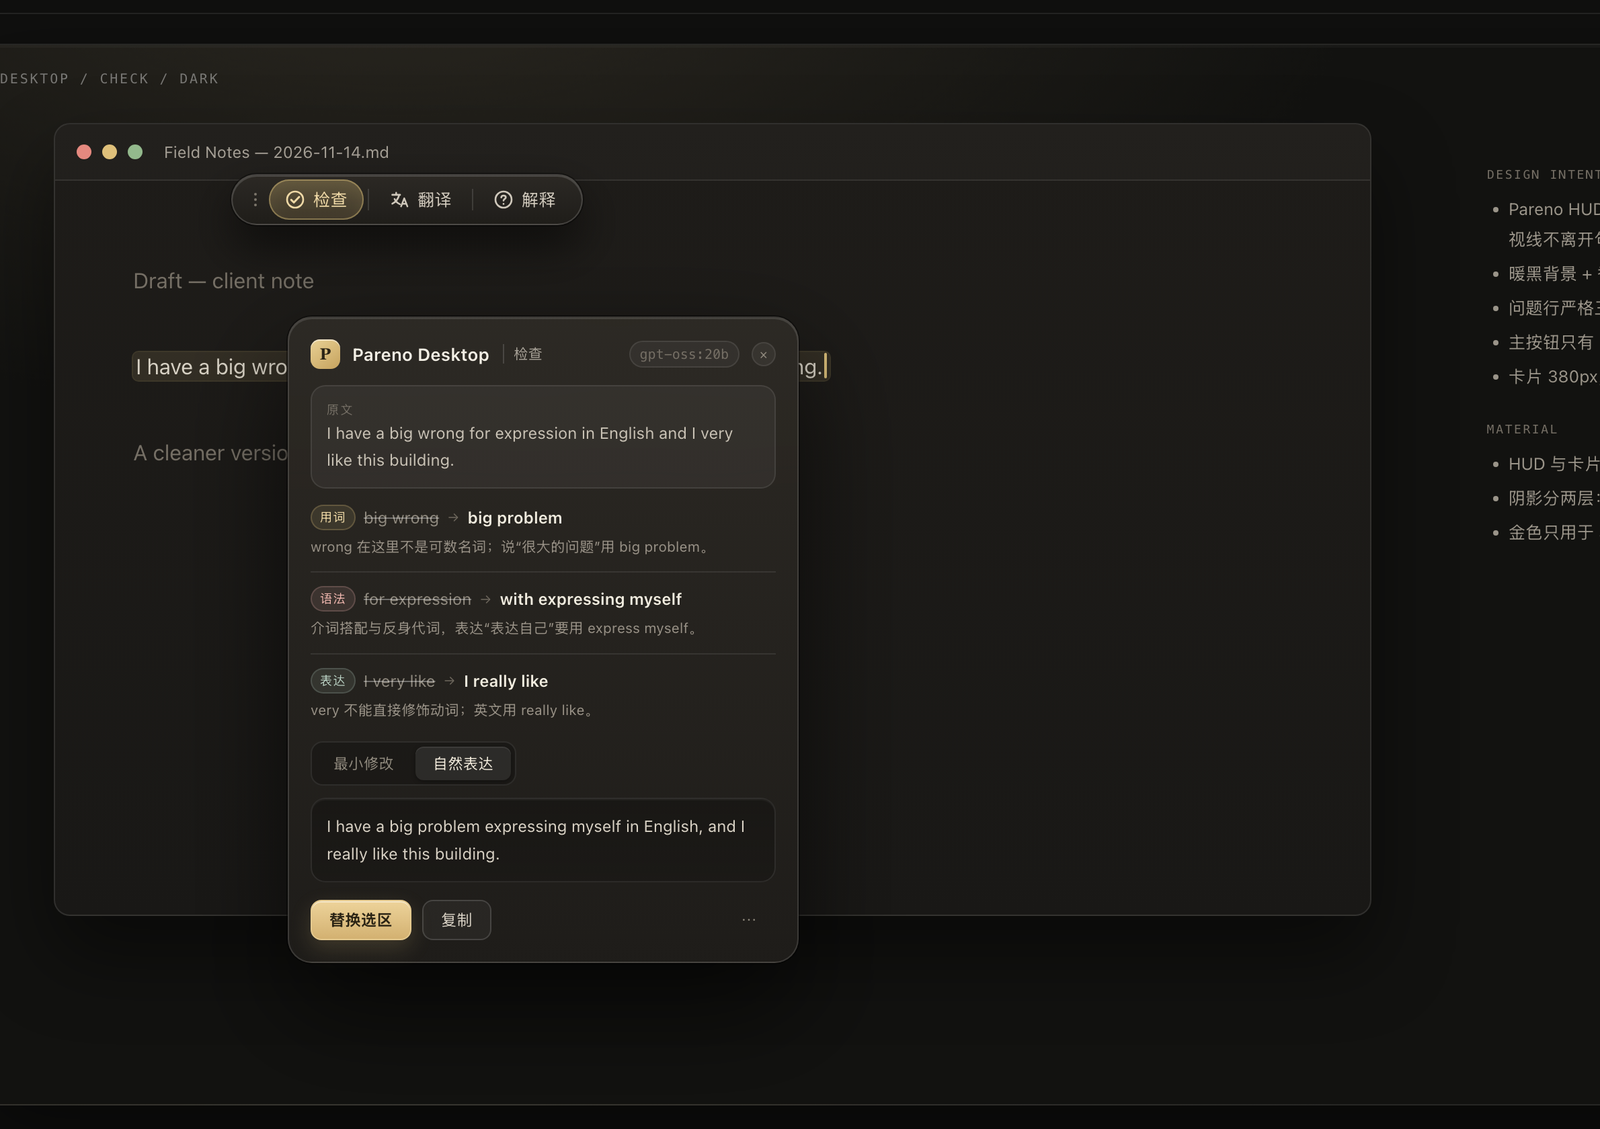 DESKTOP / CHECK / DARK
Field Notes — 2026-11-14.md
检查
翻译
解释
Draft — client note
I have a big wro
ng.
A cleaner versio
P
Pareno Desktop
检查
gpt-oss:20b
原文
I have a big wrong for expression in English and I very
like this building.
用词 big wrong → big problem
wrong 在这里不是可数名词；说“很大的问题”用 big problem。
语法 for expression → with expressing myself
介词搭配与反身代词，表达“表达自己”要用 express myself。
表达 I very like → I really like
very 不能直接修饰动词；英文用 really like。
最小修改
自然表达
I have a big problem expressing myself in English, and I
really like this building.
替换选区
复制
DESIGN INTENT
• Pareno HUD
视线不离开
• 暖黑背景 +
• 问题行严格
• 主按钮只有
• 卡片 380px
MATERIAL
• HUD 与卡片
• 阴影分两层：
• 金色只用于